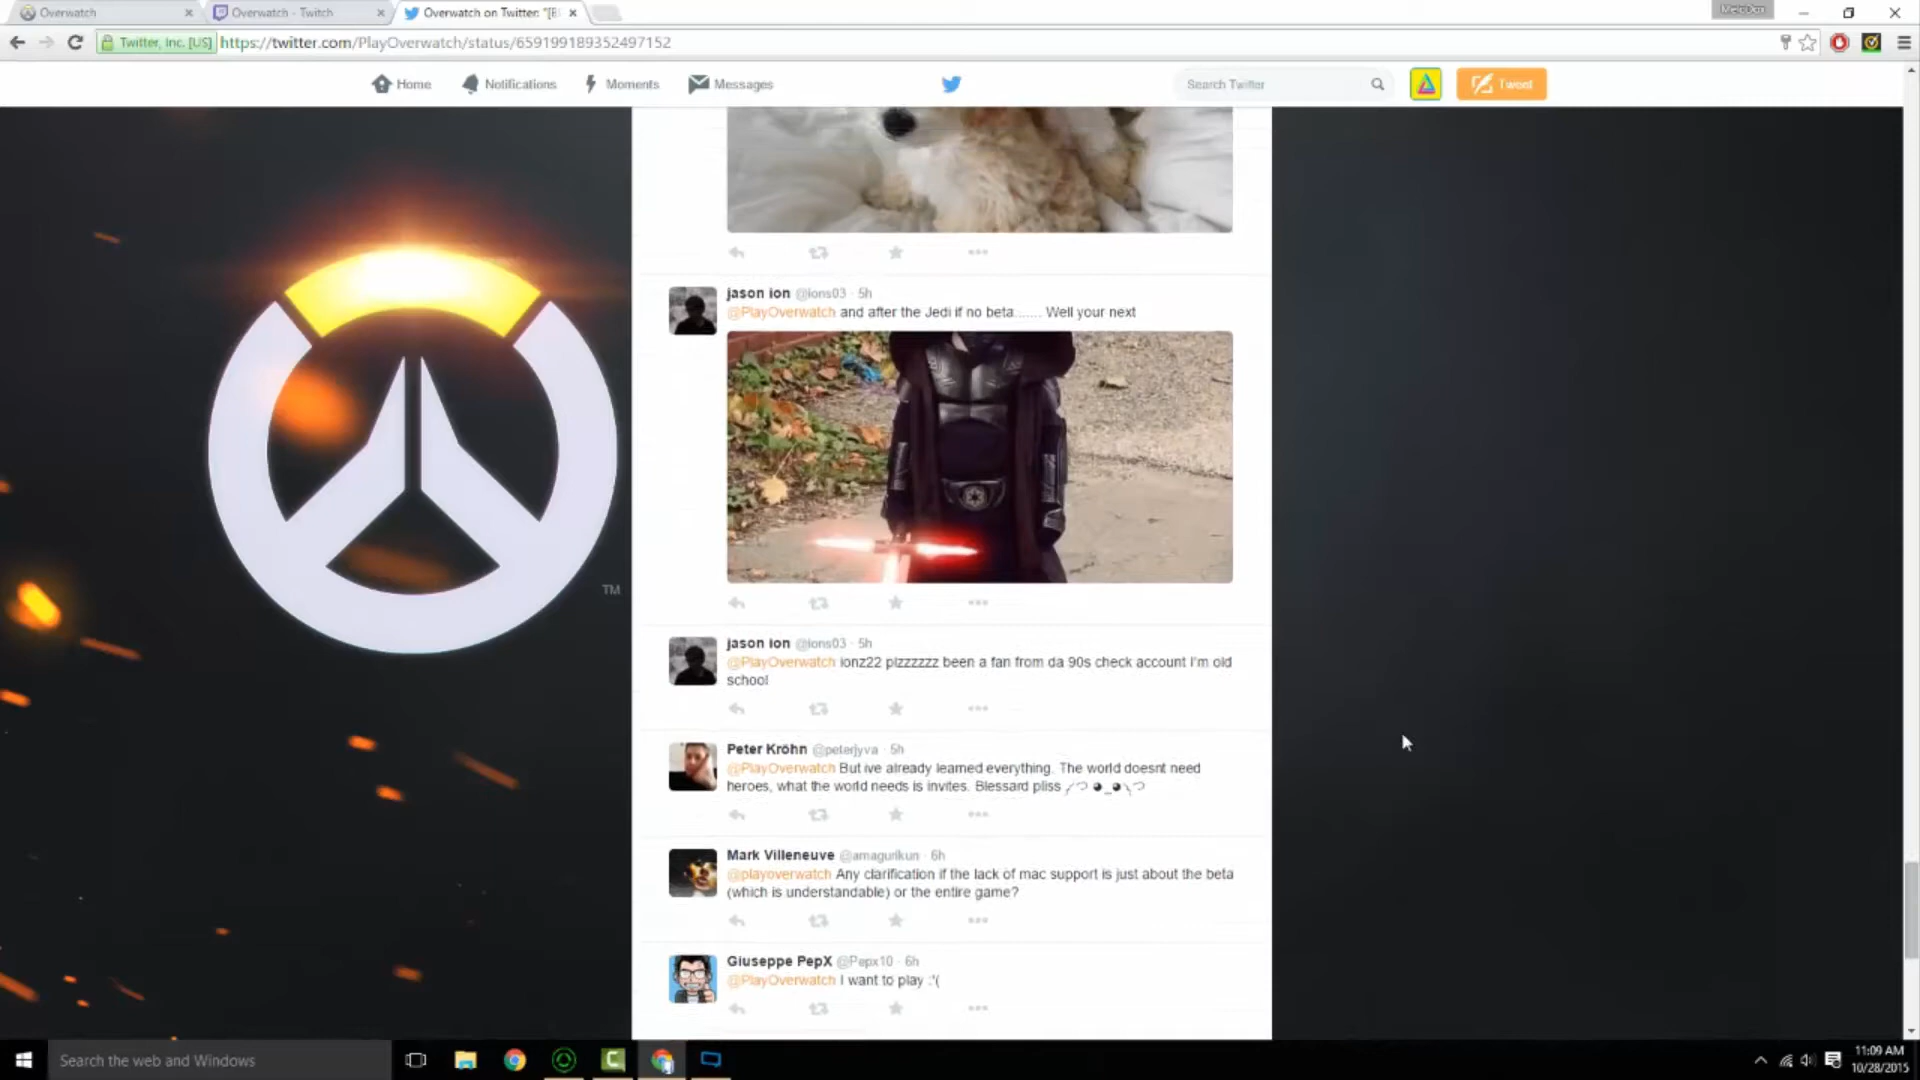 Overwatch
Overwatch - Twitch
Overwatch on Twitter: "[B
MeloDax
Twitter, Inc. [US]
https://twitter.com/PlayOverwatch/status/659199189352497152
Home
Notifications
Moments
Messages
Search Twitter
Tweet
jason ion @ions03 · 5h
@PlayOverwatch and after the Jedi if no beta....... Well your next
TM
jason ion @ions03 · 5h
@PlayOverwatch ionz22 plzzzzzz been a fan from da 90s check account I'm old
school
Peter Kröhn @peterjyva · 5h
@PlayOverwatch But ive already learned everything. The world doesnt need
heroes, what the world needs is invites. Blessard pliss
Mark Villeneuve @amagurikun · 6h
@playoverwatch Any clarification if the lack of mac support is just about the beta
(which is understandable) or the entire game?
Giuseppe PepX @Pepx10 · 6h
@PlayOverwatch I want to play :'(
Search the web and Windows
11:09 AM
10/28/2015